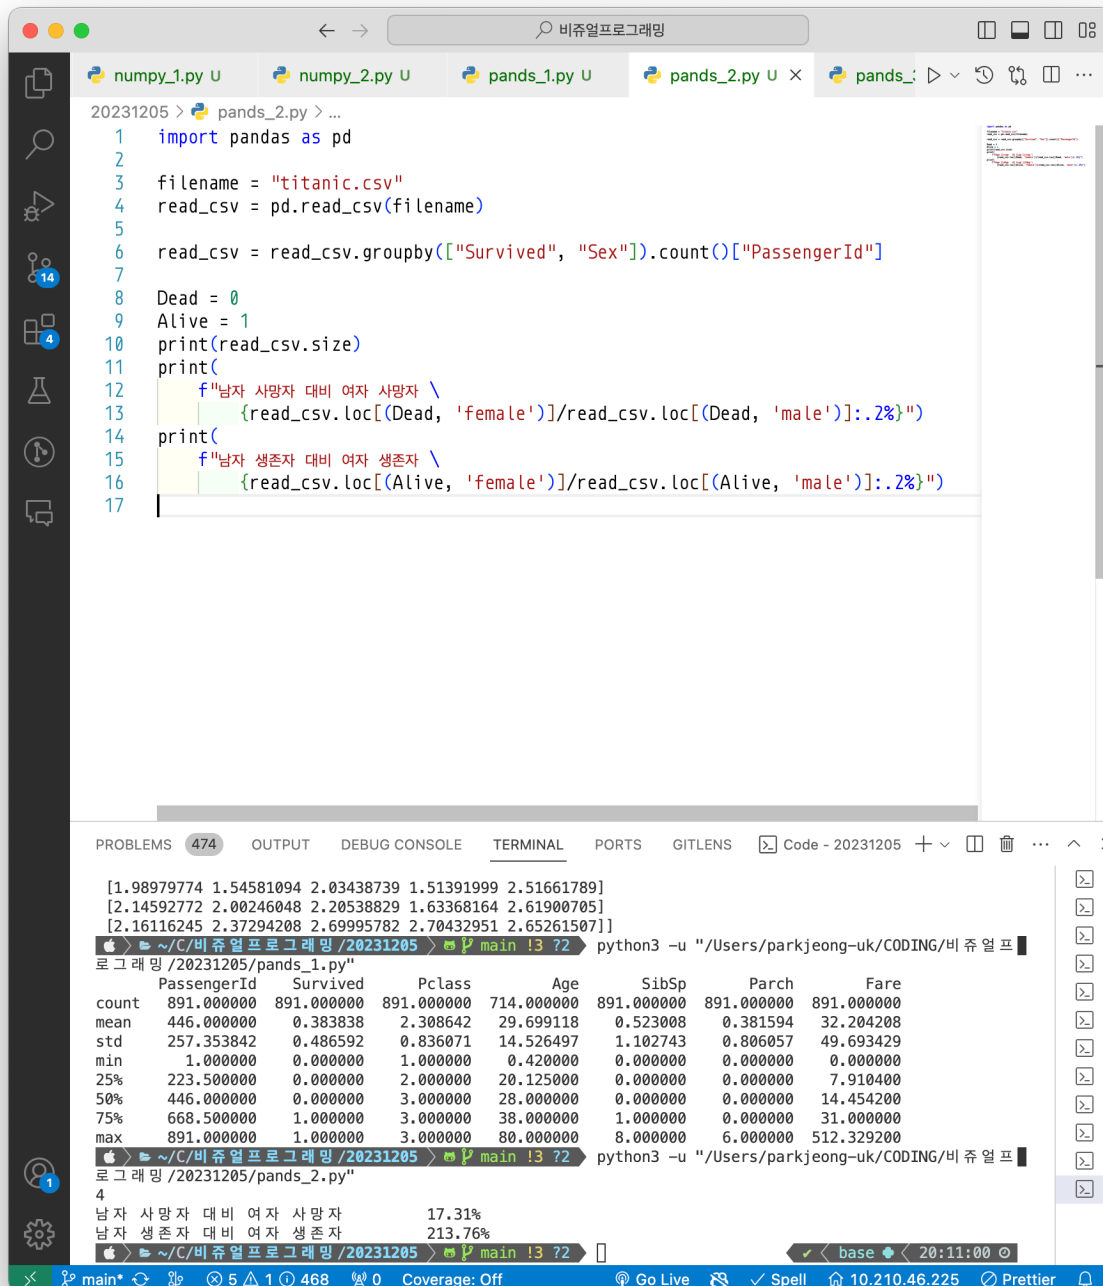 비쥬얼프로그래밍
numpy_1.py U
numpy_2.py U
pands_1.py U
pands_2.py U
pands_3
20231205 > pands_2.py > ...
1 import pandas as pd
2
3 filename = "titanic.csv"
4 read_csv = pd.read_csv(filename)
5
6 read_csv = read_csv.groupby(["Survived", "Sex"]).count()["PassengerId"]
7
8 Dead = 0
9 Alive = 1
10 print(read_csv.size)
11 print(
12 f"남자 사망자 대비 여자 사망자 \
13 {read_csv.loc[(Dead, 'female')]/read_csv.loc[(Dead, 'male')]:.2%}")
14 print(
15 f"남자 생존자 대비 여자 생존자 \
16 {read_csv.loc[(Alive, 'female')]/read_csv.loc[(Alive, 'male')]:.2%}")
17
14
4
1
PROBLEMS 474 OUTPUT DEBUG CONSOLE TERMINAL PORTS GITLENS Code - 20231205
[1.98979774 1.54581094 2.03438739 1.51391999 2.51661789]
[2.14592772 2.00246048 2.20538829 1.63368164 2.61900705]
[2.16116245 2.37294208 2.69995782 2.70432951 2.65261507]]
~/C/비쥬얼프로그래밍/20231205 main !3 ?2 python3 -u "/Users/parkjeong-uk/CODING/비쥬얼프
로그래밍/20231205/pands_1.py"
PassengerId Survived Pclass Age SibSp Parch Fare
count 891.000000 891.000000 891.000000 714.000000 891.000000 891.000000 891.000000
mean 446.000000 0.383838 2.308642 29.699118 0.523008 0.381594 32.204208
std 257.353842 0.486592 0.836071 14.526497 1.102743 0.806057 49.693429
min 1.000000 0.000000 1.000000 0.420000 0.000000 0.000000 0.000000
25% 223.500000 0.000000 2.000000 20.125000 0.000000 0.000000 7.910400
50% 446.000000 0.000000 3.000000 28.000000 0.000000 0.000000 14.454200
75% 668.500000 1.000000 3.000000 38.000000 1.000000 0.000000 31.000000
max 891.000000 1.000000 3.000000 80.000000 8.000000 6.000000 512.329200
~/C/비쥬얼프로그래밍/20231205 main !3 ?2 python3 -u "/Users/parkjeong-uk/CODING/비쥬얼프
로그래밍/20231205/pands_2.py"
4
남자 사망자 대비 여자 사망자 17.31%
남자 생존자 대비 여자 생존자 213.76%
~/C/비쥬얼프로그래밍/20231205 main !3 ?2 ✔ base 20:11:00
main* 5 1 468 0 Coverage: Off Go Live Spell 10.210.46.225 Prettier